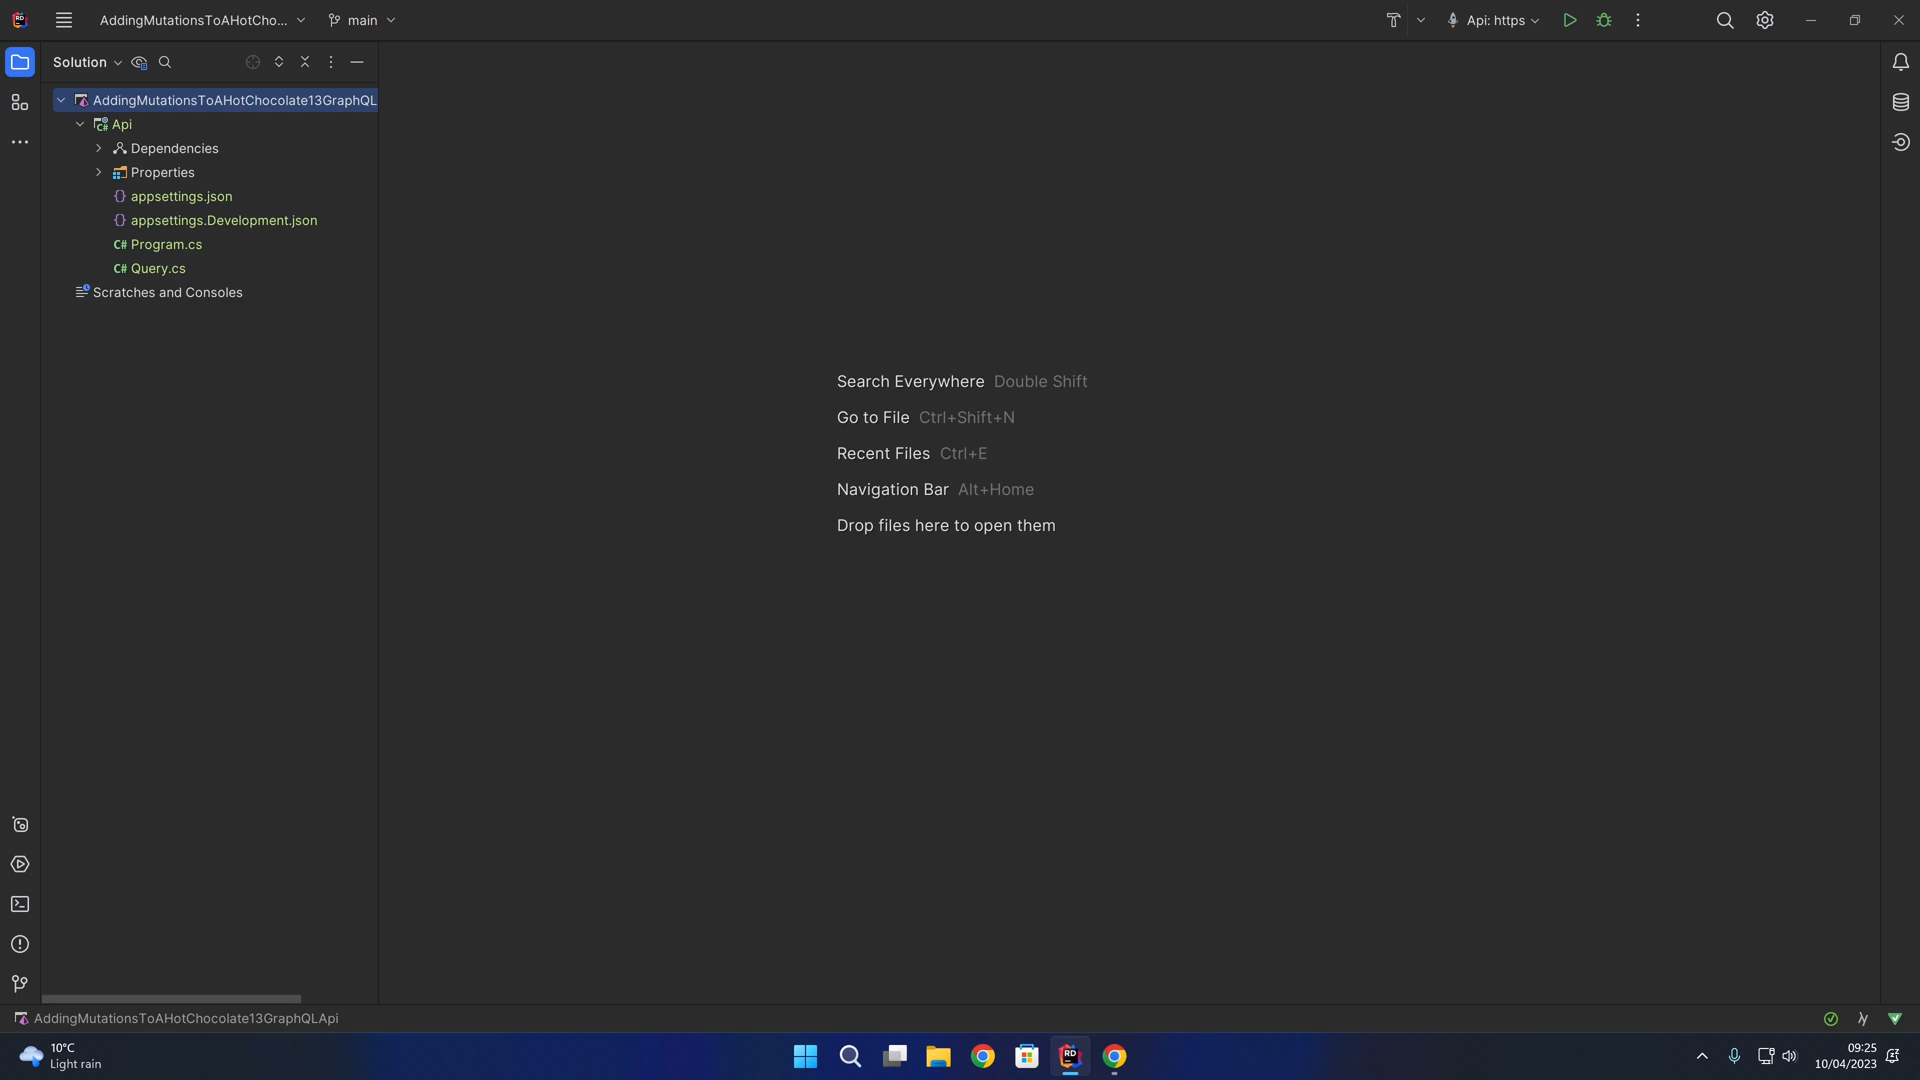 AddingMutationsToAHotCho...
main
Api: https
Solution
AddingMutationsToAHotChocolate13GraphQL
C# Api
Dependencies
Properties
{} appsettings.json
{} appsettings.Development.json
C# Program.cs
C# Query.cs
Scratches and Consoles
Search Everywhere Double Shift
Go to File Ctrl+Shift+N
Recent Files Ctrl+E
Navigation Bar Alt+Home
Drop files here to open them
AddingMutationsToAHotChocolate13GraphQLApi
10°C
Light rain
RD
09:25
10/04/2023